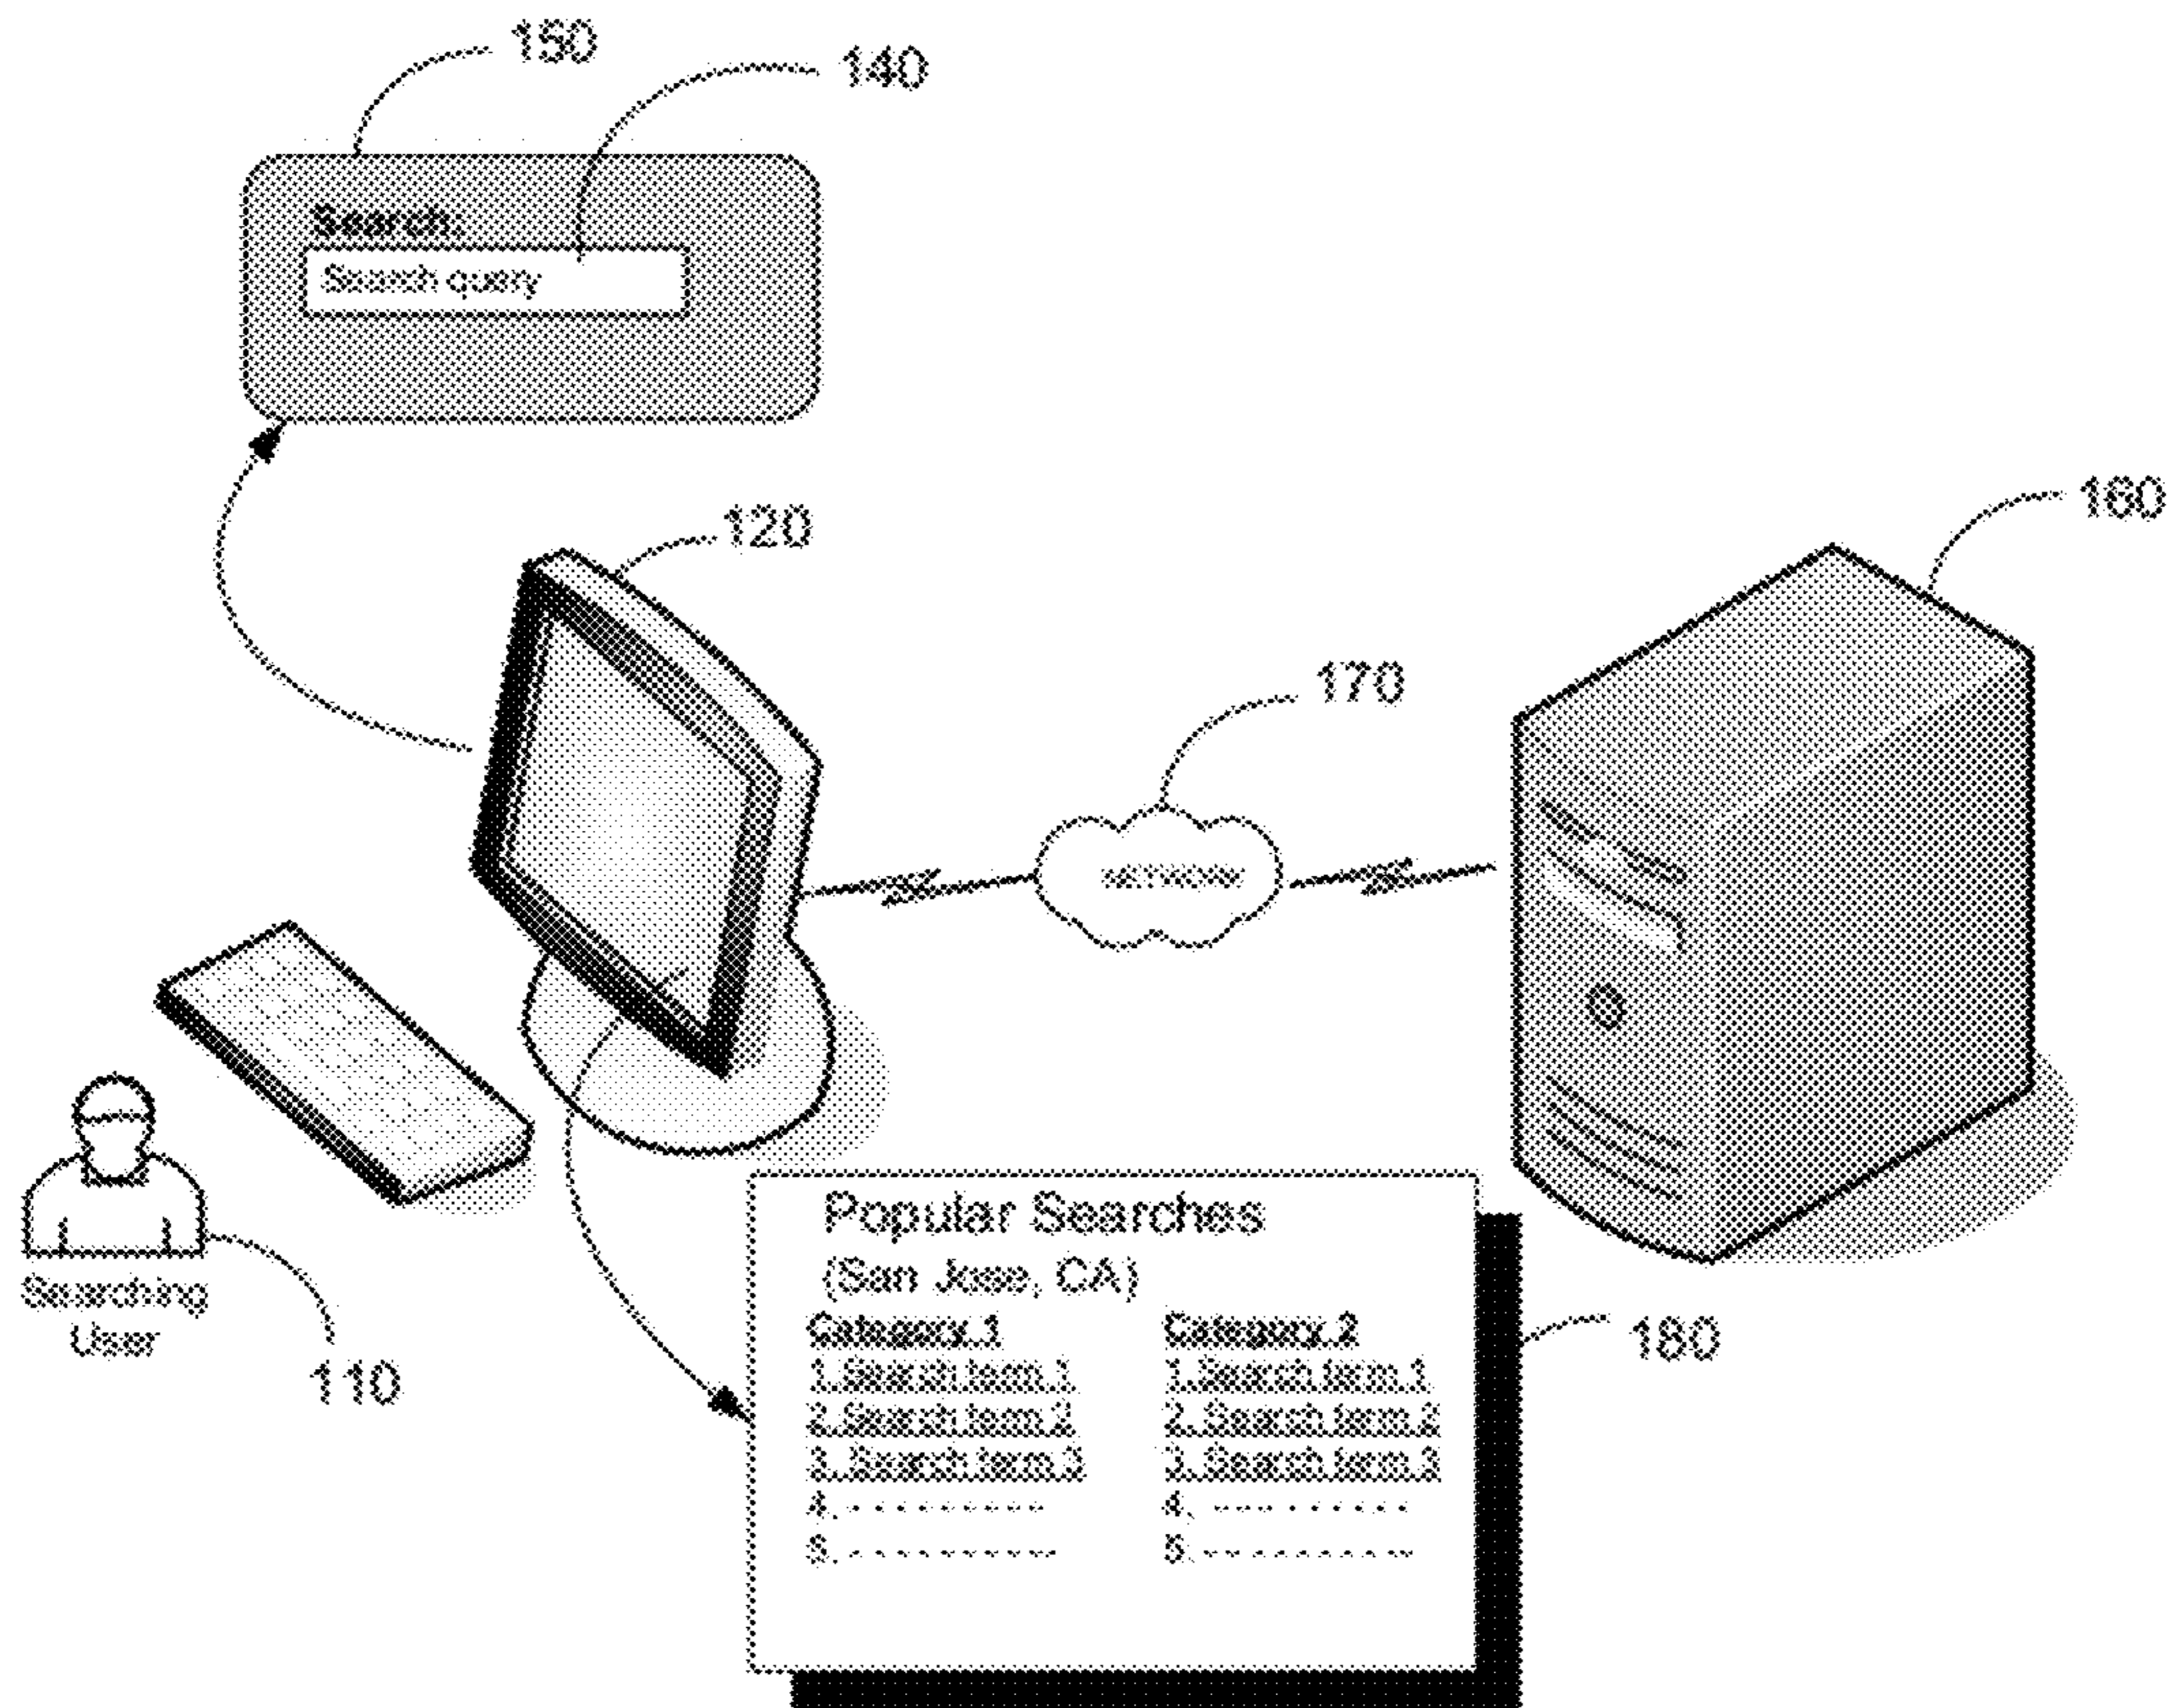 150
140
Search:
Search query
120
160
170
NETWORK
Searching
User
110
Popular Searches
(San Jose, CA)
Category 1
1. Search term 1
2. Search term 2
3. Search term 3
4. - - - - - - - - -
5. - - - - - - - - -
Category 2
1. Search term 1
2. Search term 2
3. Search term 3
4. - - - - - - - - -
5. - - - - - - - - -
180